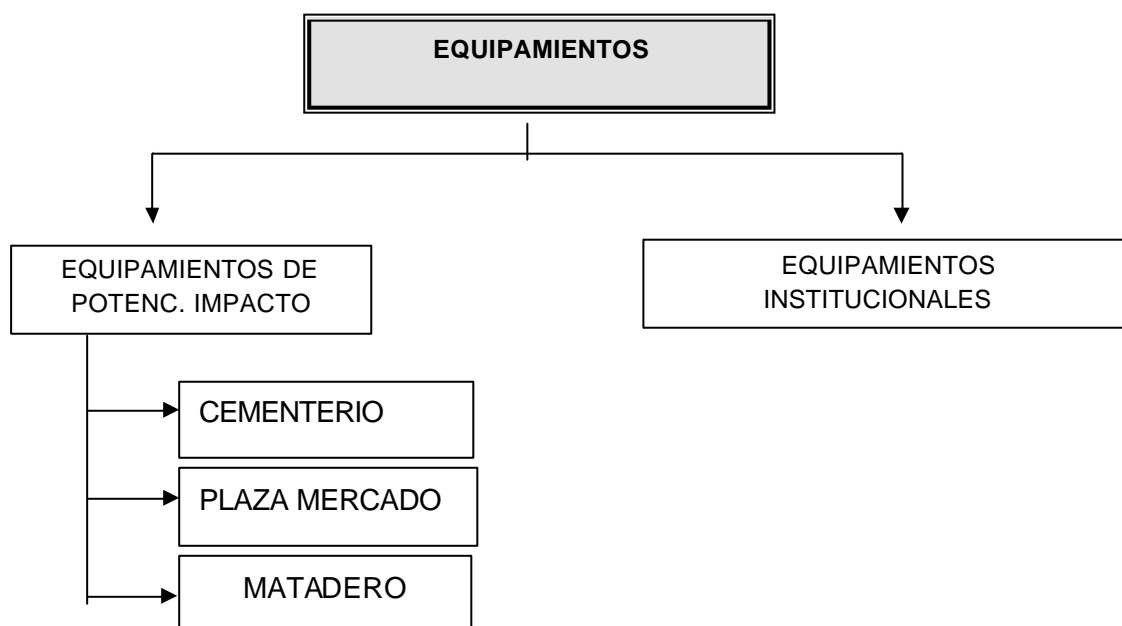 EQUIPAMIENTOS
EQUIPAMIENTOS DE
POTENC. IMPACTO
EQUIPAMIENTOS
INSTITUCIONALES
CEMENTERIO
PLAZA MERCADO
MATADERO